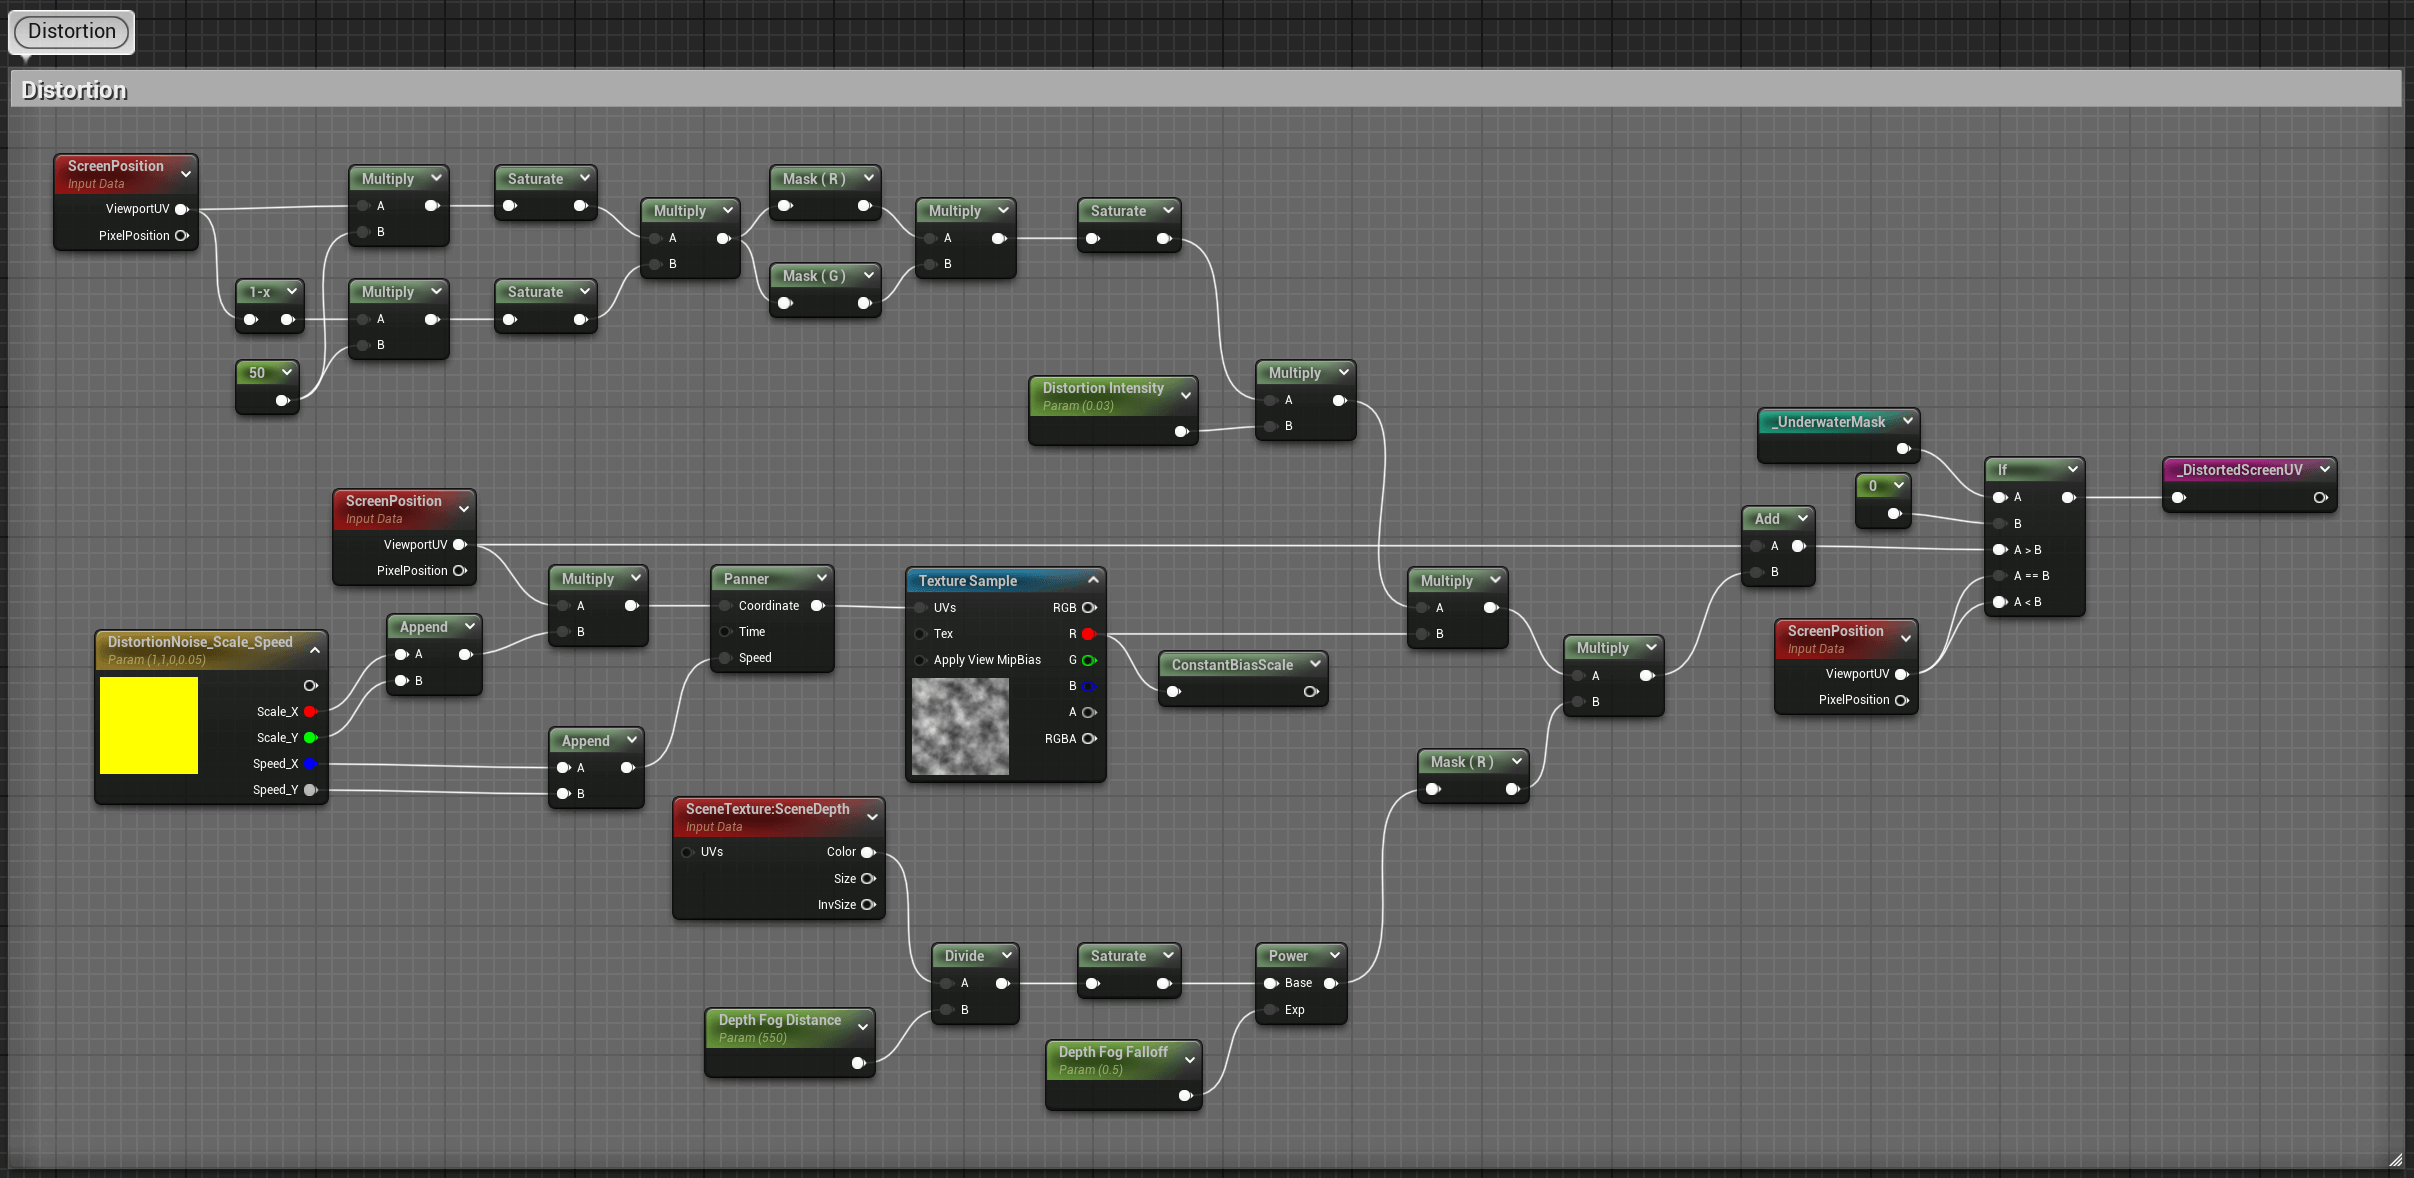 Distortion
Distortion
ScreenPosition
Input Data
ViewportUV
PixelPosition
Multiply
A
B
Saturate
Multiply
A
B
Mask ( R )
Multiply
A
B
Saturate
1-x
Multiply
A
B
Saturate
Mask ( G )
50
Distortion Intensity
Param (0.03)
Multiply
A
B
_UnderwaterMask
0
If
A
B
A > B
A == B
A < B
_DistortedScreenUV
ScreenPosition
Input Data
ViewportUV
PixelPosition
Add
A
B
Multiply
A
B
Panner
Coordinate
Time
Speed
Texture Sample
UVs
RGB
Tex
R
Apply View MipBias
G
B
A
RGBA
ConstantBiasScale
Multiply
A
B
Multiply
A
B
ScreenPosition
Input Data
ViewportUV
PixelPosition
DistortionNoise_Scale_Speed
Param (1,1,0,0.05)
Scale_X
Scale_Y
Speed_X
Speed_Y
Append
A
B
Append
A
B
Mask ( R )
SceneTexture:SceneDepth
Input Data
UVs
Color
Size
InvSize
Divide
A
B
Saturate
Power
Base
Exp
Depth Fog Distance
Param (550)
Depth Fog Falloff
Param (0.5)